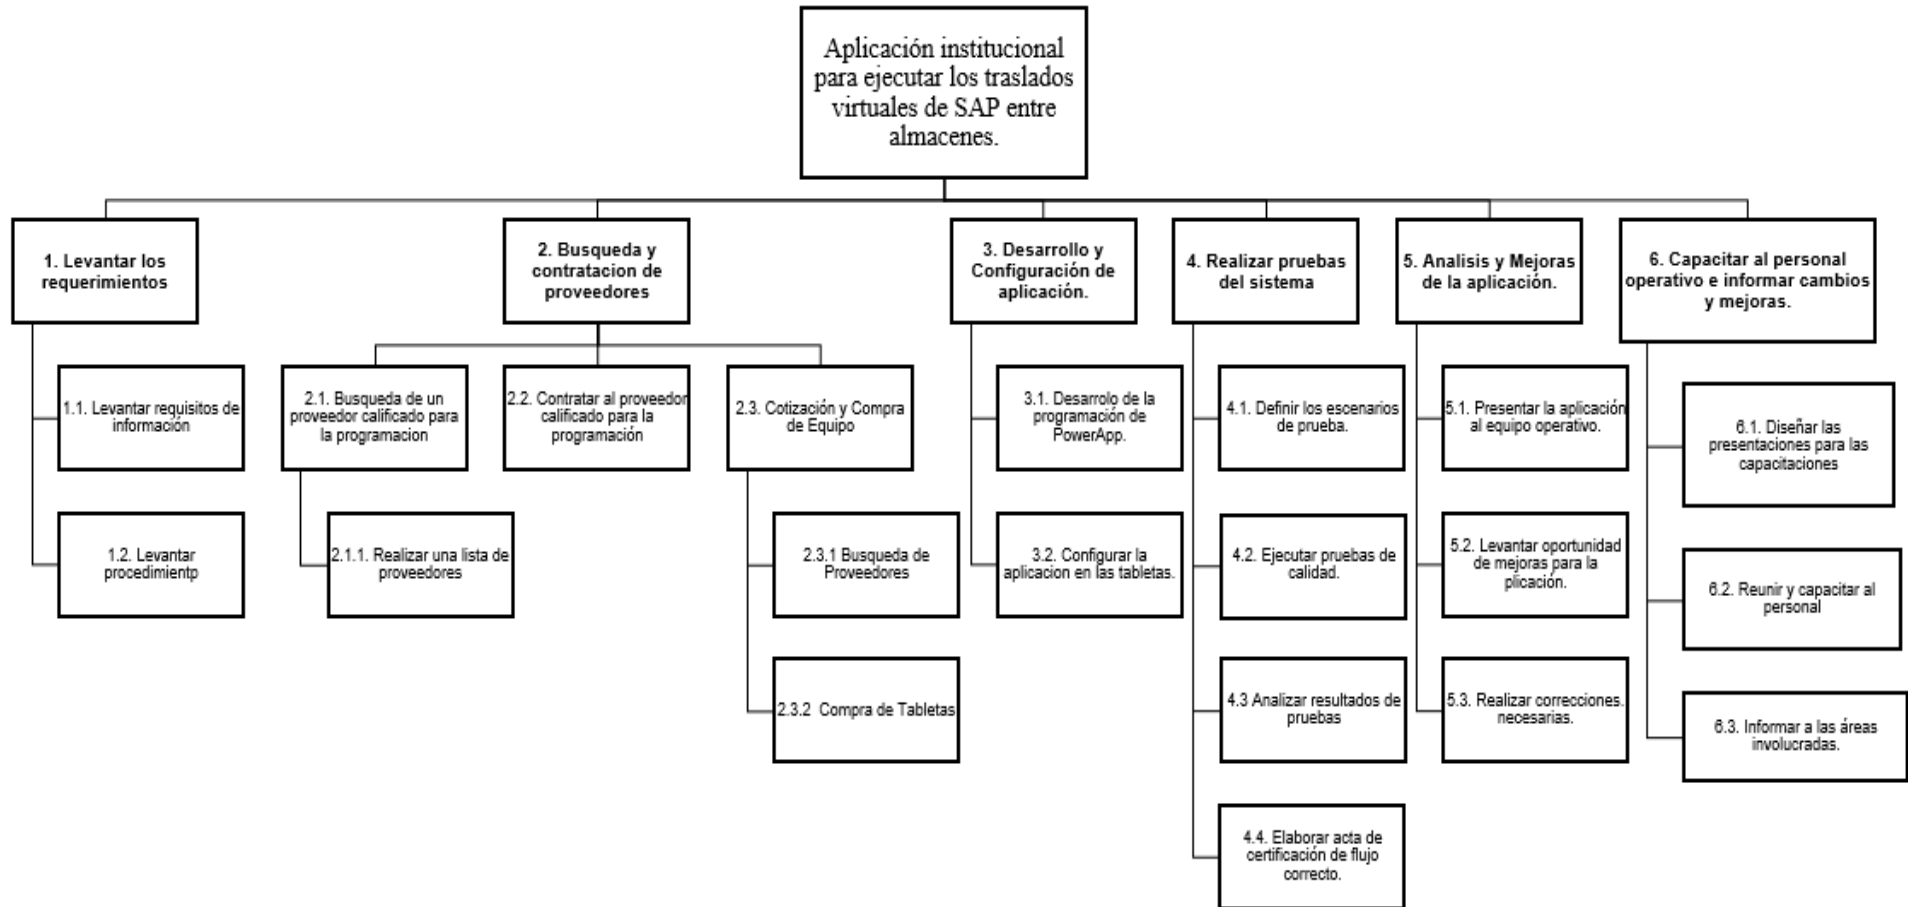 Aplicación institucional
para ejecutar los traslados
virtuales de SAP entre
almacenes.
1. Levantar los
requerimientos
2. Busqueda y
contratacion de
proveedores
3. Desarrollo y
Configuración de
aplicación.
4. Realizar pruebas
del sistema
5. Analisis y Mejoras
de la aplicación.
6. Capacitar al personal
operativo e informar cambios
y mejoras.
1.1. Levantar requisitos de
información
1.2. Levantar
procedimientp
2.1. Busqueda de un
proveedor calificado para
la programacion
2.1.1. Realizar una lista de
proveedores
2.2. Contratar al proveedor
calificado para la
programación
2.3. Cotización y Compra
de Equipo
2.3.1 Busqueda de
Proveedores
2.3.2 Compra de Tabletas
3.1. Desarrolo de la
programación de
PowerApp.
3.2. Configurar la
aplicacion en las tabletas.
4.1. Definir los escenarios
de prueba.
4.2. Ejecutar pruebas de
calidad.
4.3 Analizar resultados de
pruebas
4.4. Elaborar acta de
certificación de flujo
correcto.
5.1. Presentar la aplicación
al equipo operativo.
5.2. Levantar oportunidad
de mejoras para la
plicación.
5.3. Realizar correcciones.
necesarias.
6.1. Diseñar las
presentaciones para las
capacitaciones
6.2. Reunir y capacitar al
personal
6.3. Informar a las áreas
involucradas.